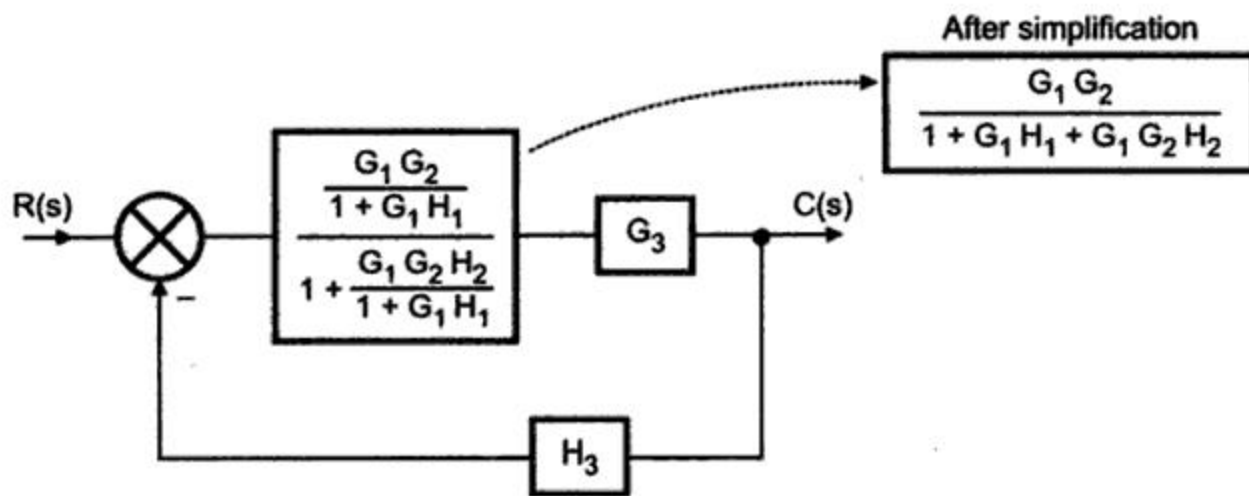 After simplification
G₁ G₂
1 + G₁ H₁ + G₁ G₂ H₂
R(s)
G₁ G₂
1 + G₁ H₁
1 + G₁ G₂ H₂
1 + G₁ H₁
G₃
C(s)
–
H₃